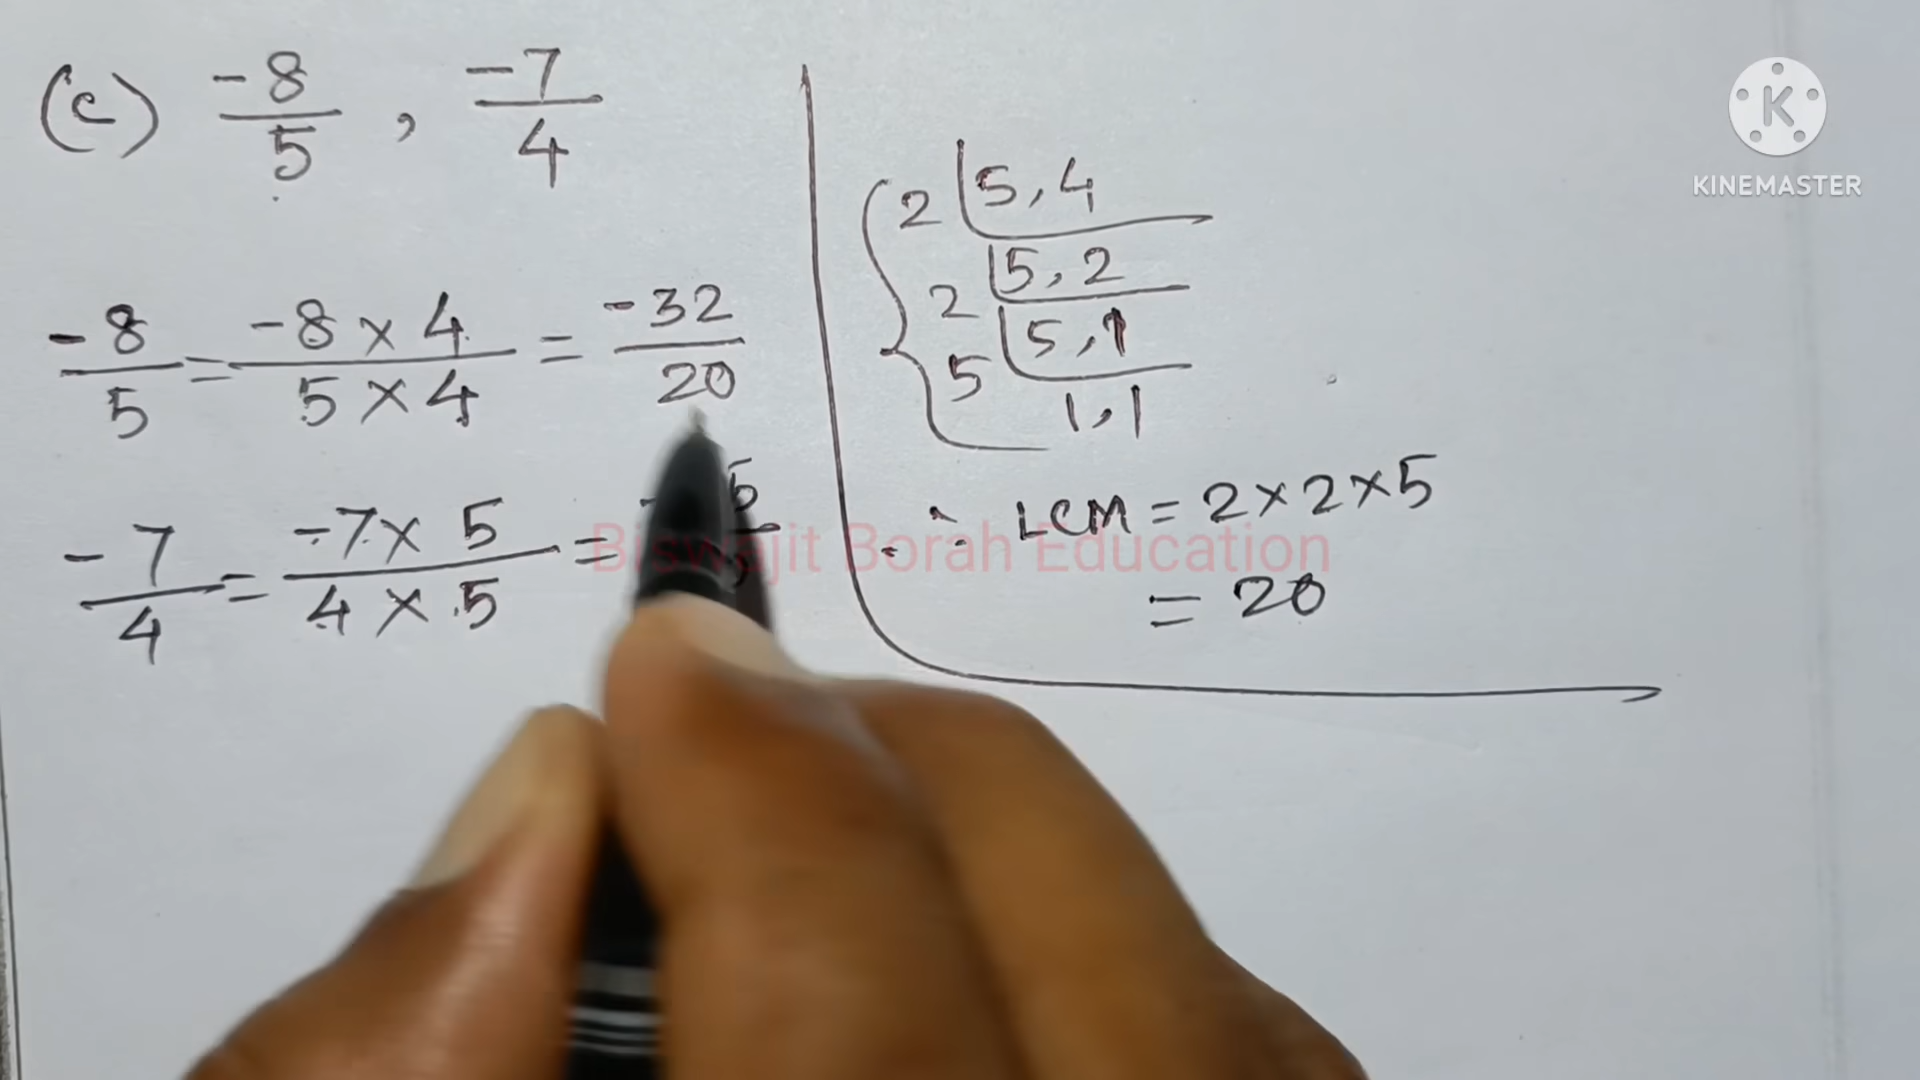 (c) -8/5 , -7/4
-8/5 = -8 × 4 / 5 × 4 = -32/20
-7/4 = -7 × 5 / 4 × 5 =
2 | 5, 4
2 | 5, 2
5 | 5, 1
1, 1
∴ LCM = 2×2×5
= 20
Biswajit Borah Education
K
KINEMASTER